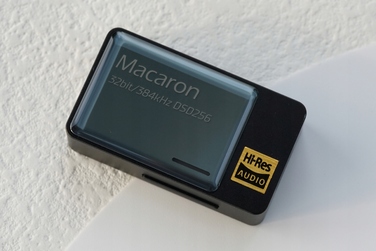 Macaron
32bit/384kHz DSD256
Hi-Res
AUDIO